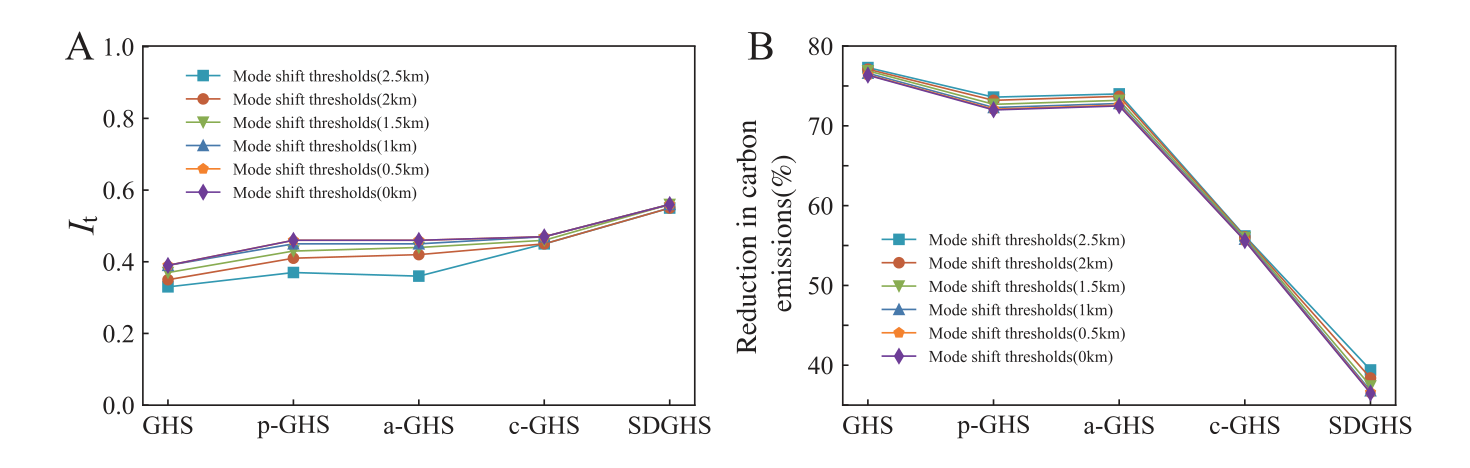 A
1.0
0.8
0.6
0.4
0.2
0.0
It
Mode shift thresholds(2.5km)
Mode shift thresholds(2km)
Mode shift thresholds(1.5km)
Mode shift thresholds(1km)
Mode shift thresholds(0.5km)
Mode shift thresholds(0km)
GHS p-GHS a-GHS c-GHS SDGHS
B
80
70
60
50
40
Reduction in carbon
emissions(%)
Mode shift thresholds(2.5km)
Mode shift thresholds(2km)
Mode shift thresholds(1.5km)
Mode shift thresholds(1km)
Mode shift thresholds(0.5km)
Mode shift thresholds(0km)
GHS p-GHS a-GHS c-GHS SDGHS